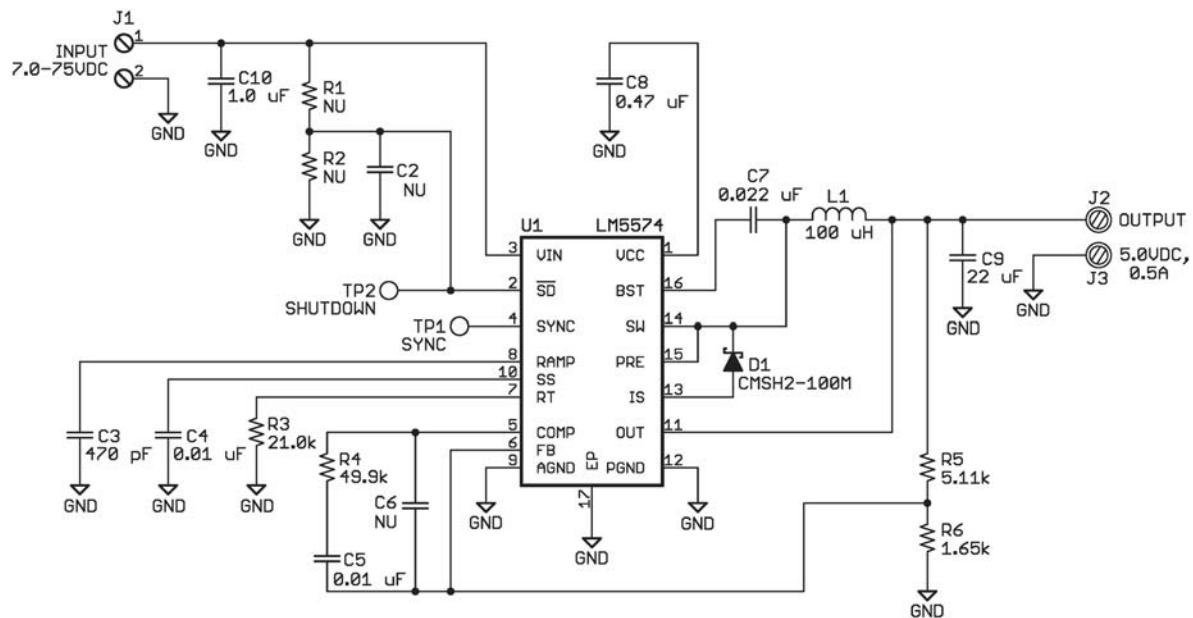 J1
1
INPUT
7.0-75VDC
2
GND
C10
1.0 uF
GND
R1
NU
R2
NU
GND
C2
NU
GND
C8
0.47 uF
GND
C7
0.022 uF
L1
100 uH
J2
OUTPUT
J3
5.0VDC,
0.5A
GND
C9
22 uF
GND
U1
LM5574
3
VIN
VCC
1
2
SD
BST
16
4
SYNC
SW
14
8
RAMP
PRE
15
10
SS
7
RT
IS
13
5
COMP
OUT
11
6
FB
9
AGND
EP
PGND
12
17
GND
GND
GND
TP2
SHUTDOWN
TP1
SYNC
D1
CMSH2-100M
C3
470 pF
GND
C4
0.01 uF
GND
R3
21.0k
GND
R4
49.9k
C6
NU
C5
0.01 uF
R5
5.11k
R6
1.65k
GND